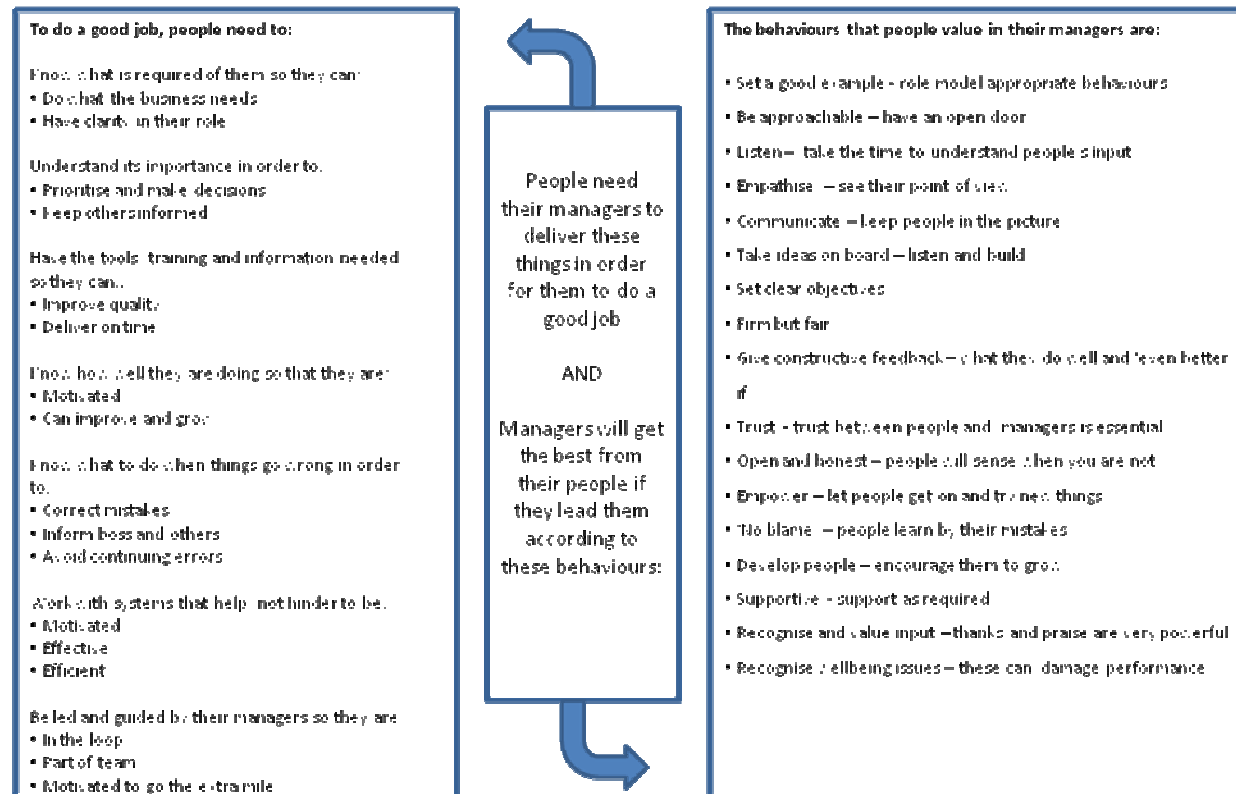 To do a good job, people need to:
Know what is required of them so they can:
• Do what the business needs
• Have clarity in their role
Understand its importance in order to:
• Prioritise and make decisions
• Keep others informed
Have the tools, training and information needed
so they can:
• Improve quality
• Deliver on time
Know how well they are doing so that they are:
• Motivated
• Can improve and grow
Know what to do when things go wrong in order
to:
• Correct mistakes
• Inform boss and others
• Avoid continuing errors
Work with systems that help, not hinder to be:
• Motivated
• Effective
• Efficient
Be led and guided by their managers so they are
• In the loop
• Part of team
• Motivated to go the extra mile
People need
their managers to
deliver these
things in order
for them to do a
good job
AND
Managers will get
the best from
their people if
they lead them
according to
these behaviours:
The behaviours that people value in their managers are:
• Set a good example - role model appropriate behaviours
• Be approachable – have an open door
• Listen – take the time to understand people's input
• Empathise – see their point of view
• Communicate – keep people in the picture
• Take ideas on board – listen and build
• Set clear objectives
• Firm but fair
• Give constructive feedback – what they do well and 'even better
if'
• Trust - trust between people and managers is essential
• Open and honest – people will sense when you are not
• Empower – let people get on and try new things
• 'No blame' – people learn by their mistakes
• Develop people – encourage them to grow
• Supportive - support as required
• Recognise and value input – thanks and praise are very powerful
• Recognise wellbeing issues – these can damage performance